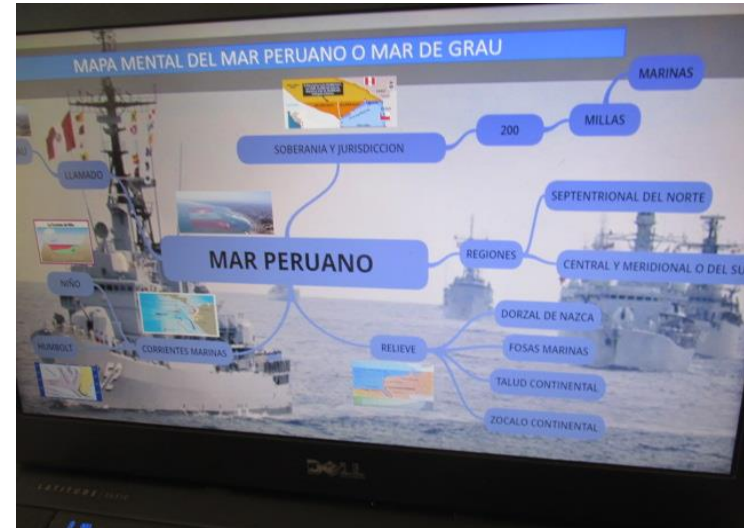 MAPA MENTAL DEL MAR PERUANO O MAR DE GRAU
MARINAS
200
MILLAS
SOBERANIA Y JURISDICCION
LLAMADO
SEPTENTRIONAL DEL NORTE
MAR PERUANO
REGIONES
CENTRAL Y MERIDIONAL O DEL SU
NIÑO
DORZAL DE NAZCA
HUMBOLT
CORRIENTES MARINAS
RELIEVE
FOSAS MARINAS
TALUD CONTINENTAL
ZOCALO CONTINENTAL
DELL
LATITUDE